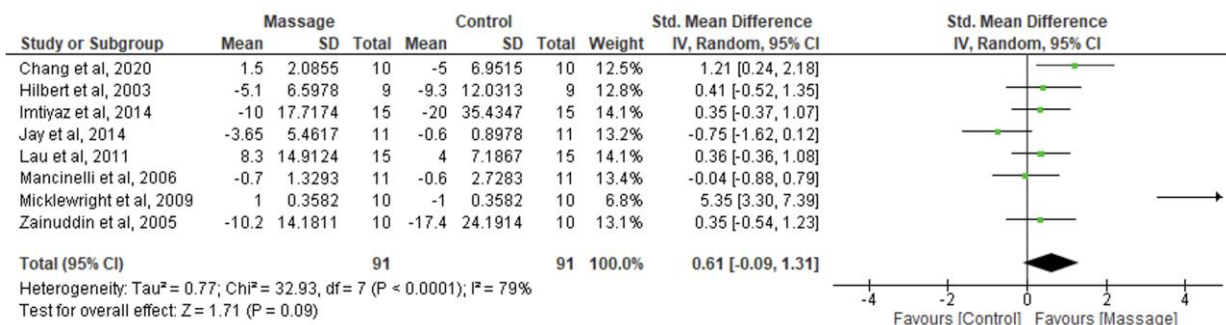 Massage Control Std. Mean Difference Std. Mean Difference
Study or Subgroup Mean SD Total Mean SD Total Weight IV, Random, 95% CI IV, Random, 95% CI
Chang et al, 2020 1.5 2.0855 10 -5 6.9515 10 12.5% 1.21 [0.24, 2.18]
Hilbert et al, 2003 -5.1 6.5978 9 -9.3 12.0313 9 12.8% 0.41 [-0.52, 1.35]
Imtiyaz et al, 2014 -10 17.7174 15 -20 35.4347 15 14.1% 0.35 [-0.37, 1.07]
Jay et al, 2014 -3.65 5.4617 11 -0.6 0.8978 11 13.2% -0.75 [-1.62, 0.12]
Lau et al, 2011 8.3 14.9124 15 4 7.1867 15 14.1% 0.36 [-0.36, 1.08]
Mancinelli et al, 2006 -0.7 1.3293 11 -0.6 2.7283 11 13.4% -0.04 [-0.88, 0.79]
Micklewright et al, 2009 1 0.3582 10 -1 0.3582 10 6.8% 5.35 [3.30, 7.39]
Zainuddin et al, 2005 -10.2 14.1811 10 -17.4 24.1914 10 13.1% 0.35 [-0.54, 1.23]
Total (95% CI) 91 91 100.0% 0.61 [-0.09, 1.31]
Heterogeneity: Tau² = 0.77; Chi² = 32.93, df = 7 (P < 0.0001); I² = 79%
Test for overall effect: Z = 1.71 (P = 0.09)
-4 -2 0 2 4
Favours [Control] Favours [Massage]